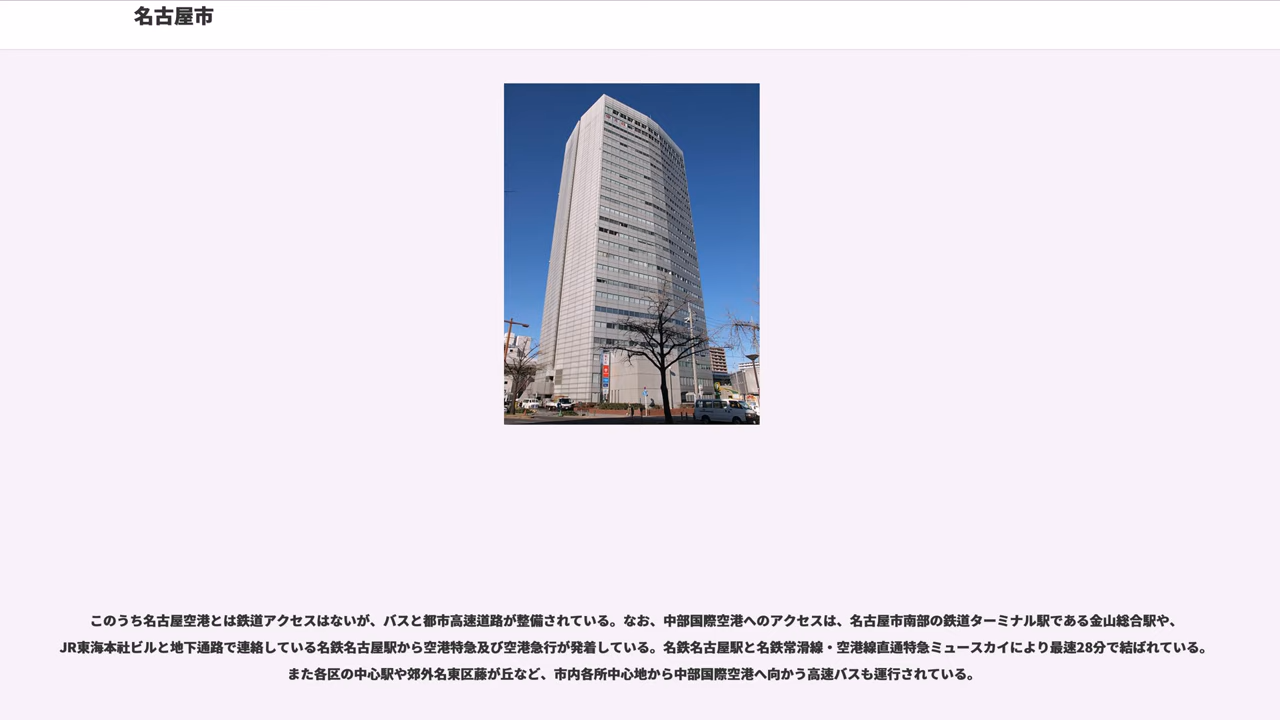 名古屋市
このうち名古屋空港とは鉄道アクセスはないが、バスと都市高速道路が整備されている。なお、中部国際空港へのアクセスは、名古屋市南部の鉄道ターミナル駅である金山総合駅や、
JR東海本社ビルと地下通路で連絡している名鉄名古屋駅から空港特急及び空港急行が発着している。名鉄名古屋駅と名鉄常滑線・空港線直通特急ミュースカイにより最速28分で結ばれている。
また各区の中心駅や郊外名東区藤が丘など、市内各所中心地から中部国際空港へ向かう高速バスも運行されている。